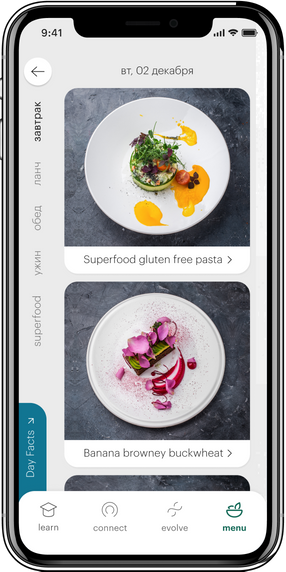 9:41
вт, 02 декабря
завтрак
ланч
обед
ужин
superfood
Day Facts
Superfood gluten free pasta
Banana browney buckwheat
learn
connect
evolve
menu